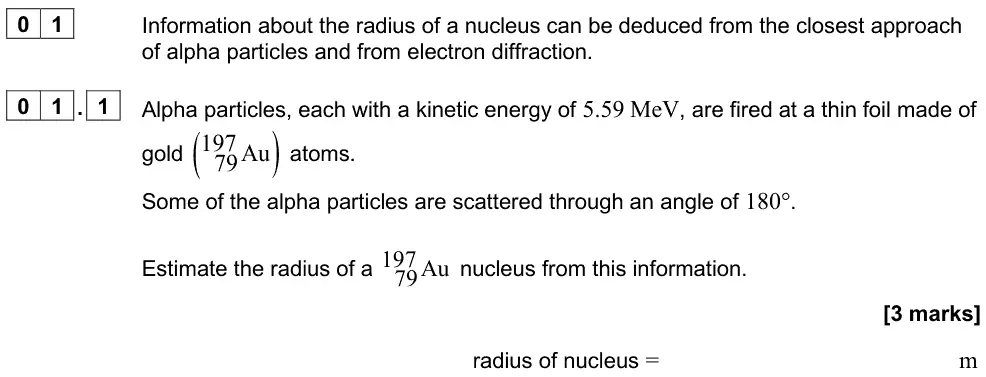 0 1 Information about the radius of a nucleus can be deduced from the closest approach
of alpha particles and from electron diffraction.
0 1 . 1 Alpha particles, each with a kinetic energy of 5.59 MeV, are fired at a thin foil made of
gold (¹⁹⁷₇₉Au) atoms.
Some of the alpha particles are scattered through an angle of 180°.
Estimate the radius of a ¹⁹⁷₇₉Au nucleus from this information.
[3 marks]
radius of nucleus = m